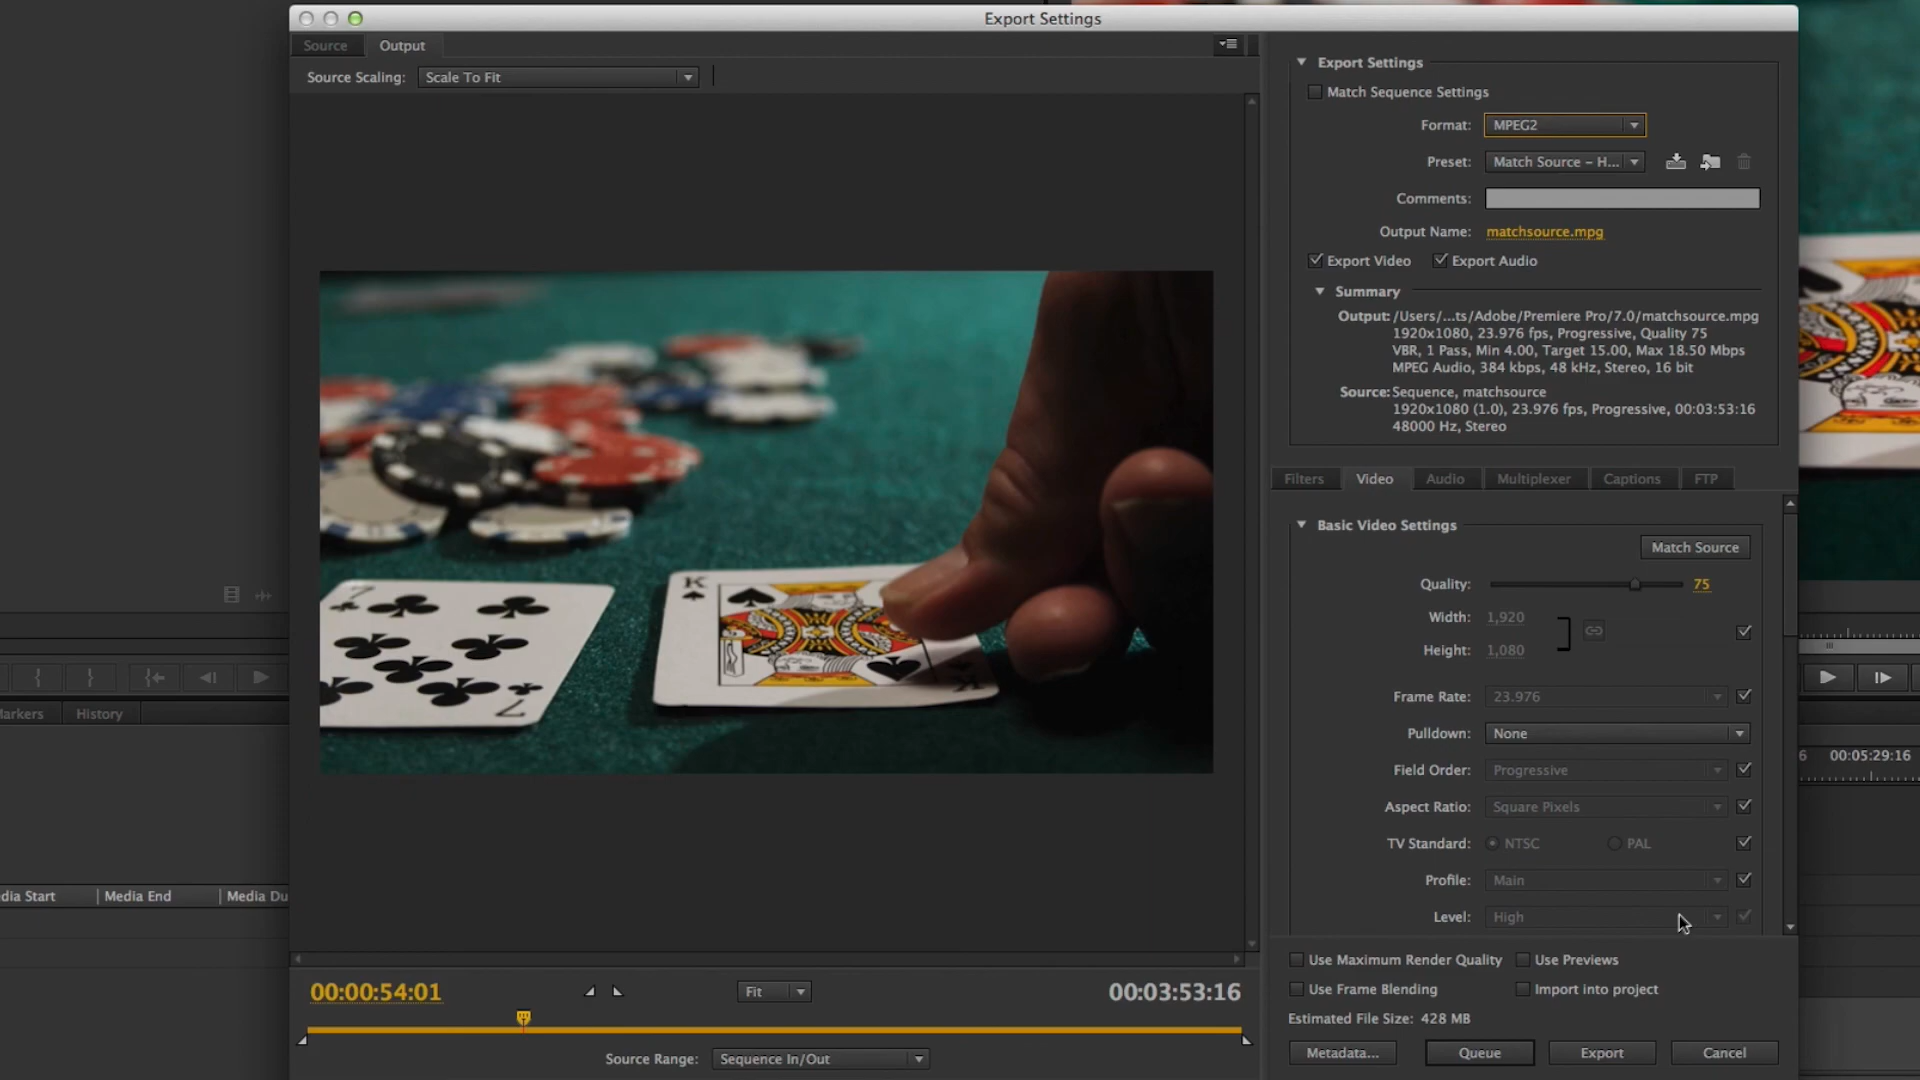 Export Settings
Source
Output
Source Scaling:
Scale To Fit
Export Settings
Match Sequence Settings
Format:
MPEG2
Preset:
Match Source – H...
Comments:
Output Name:
matchsource.mpg
Export Video
Export Audio
Summary
Output: /Users/...ts/Adobe/Premiere Pro/7.0/matchsource.mpg
1920x1080, 23.976 fps, Progressive, Quality 75
VBR, 1 Pass, Min 4.00, Target 15.00, Max 18.50 Mbps
MPEG Audio, 384 kbps, 48 kHz, Stereo, 16 bit
Source: Sequence, matchsource
1920x1080 (1.0), 23.976 fps, Progressive, 00:03:53:16
48000 Hz, Stereo
Filters
Video
Audio
Multiplexer
Captions
FTP
Basic Video Settings
Match Source
Quality:
75
Width:
1,920
Height:
1,080
Frame Rate:
23.976
Pulldown:
None
Field Order:
Progressive
Aspect Ratio:
Square Pixels
TV Standard:
NTSC
PAL
Profile:
Main
Level:
High
Use Maximum Render Quality
Use Previews
Use Frame Blending
Import into project
Estimated File Size: 428 MB
Metadata...
Queue
Export
Cancel
7
7
K
K
00:00:54:01
Fit
00:03:53:16
Source Range:
Sequence In/Out
arkers
History
dia Start
Media End
Media Du
6
00:05:29:16